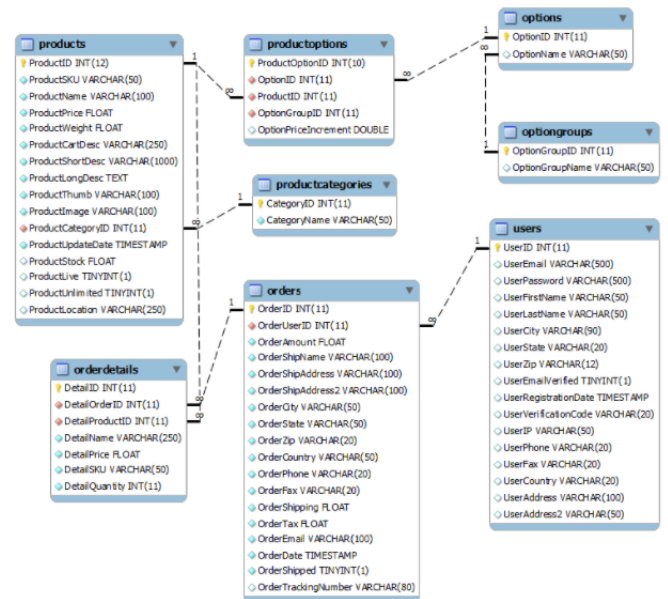 products
ProductID INT(12)
ProductSKU VARCHAR(50)
ProductName VARCHAR(100)
ProductPrice FLOAT
ProductWeight FLOAT
ProductCartDesc VARCHAR(250)
ProductShortDesc VARCHAR(1000)
ProductLongDesc TEXT
ProductThumb VARCHAR(100)
ProductImage VARCHAR(100)
ProductCategoryID INT(11)
ProductUpdateDate TIMESTAMP
ProductStock FLOAT
ProductLive TINYINT(1)
ProductUnlimited TINYINT(1)
ProductLocation VARCHAR(250)
1
∞
1
∞
productoptions
ProductOptionID INT(10)
OptionID INT(11)
ProductID INT(11)
OptionGroupID INT(11)
OptionPriceIncrement DOUBLE
∞
1
options
OptionID INT(11)
OptionName VARCHAR(50)
∞
1
optiongroups
OptionGroupID INT(11)
OptionGroupName VARCHAR(50)
productcategories
CategoryID INT(11)
CategoryName VARCHAR(50)
users
UserID INT(11)
UserEmail VARCHAR(500)
UserPassword VARCHAR(500)
UserFirstName VARCHAR(50)
UserLastName VARCHAR(50)
UserCity VARCHAR(90)
UserState VARCHAR(20)
UserZip VARCHAR(12)
UserEmailVerified TINYINT(1)
UserRegistrationDate TIMESTAMP
UserVerificationCode VARCHAR(20)
UserIP VARCHAR(50)
UserPhone VARCHAR(20)
UserFax VARCHAR(20)
UserCountry VARCHAR(20)
UserAddress VARCHAR(100)
UserAddress2 VARCHAR(50)
1
∞
orders
OrderID INT(11)
OrderUserID INT(11)
OrderAmount FLOAT
OrderShipName VARCHAR(100)
OrderShipAddress VARCHAR(100)
OrderShipAddress2 VARCHAR(100)
OrderCity VARCHAR(50)
OrderState VARCHAR(50)
OrderZip VARCHAR(20)
OrderCountry VARCHAR(50)
OrderPhone VARCHAR(20)
OrderFax VARCHAR(20)
OrderShipping FLOAT
OrderTax FLOAT
OrderEmail VARCHAR(100)
OrderDate TIMESTAMP
OrderShipped TINYINT(1)
OrderTrackingNumber VARCHAR(80)
1
∞
∞
orderdetails
DetailID INT(11)
DetailOrderID INT(11)
DetailProductID INT(11)
DetailName VARCHAR(250)
DetailPrice FLOAT
DetailSKU VARCHAR(50)
DetailQuantity INT(11)